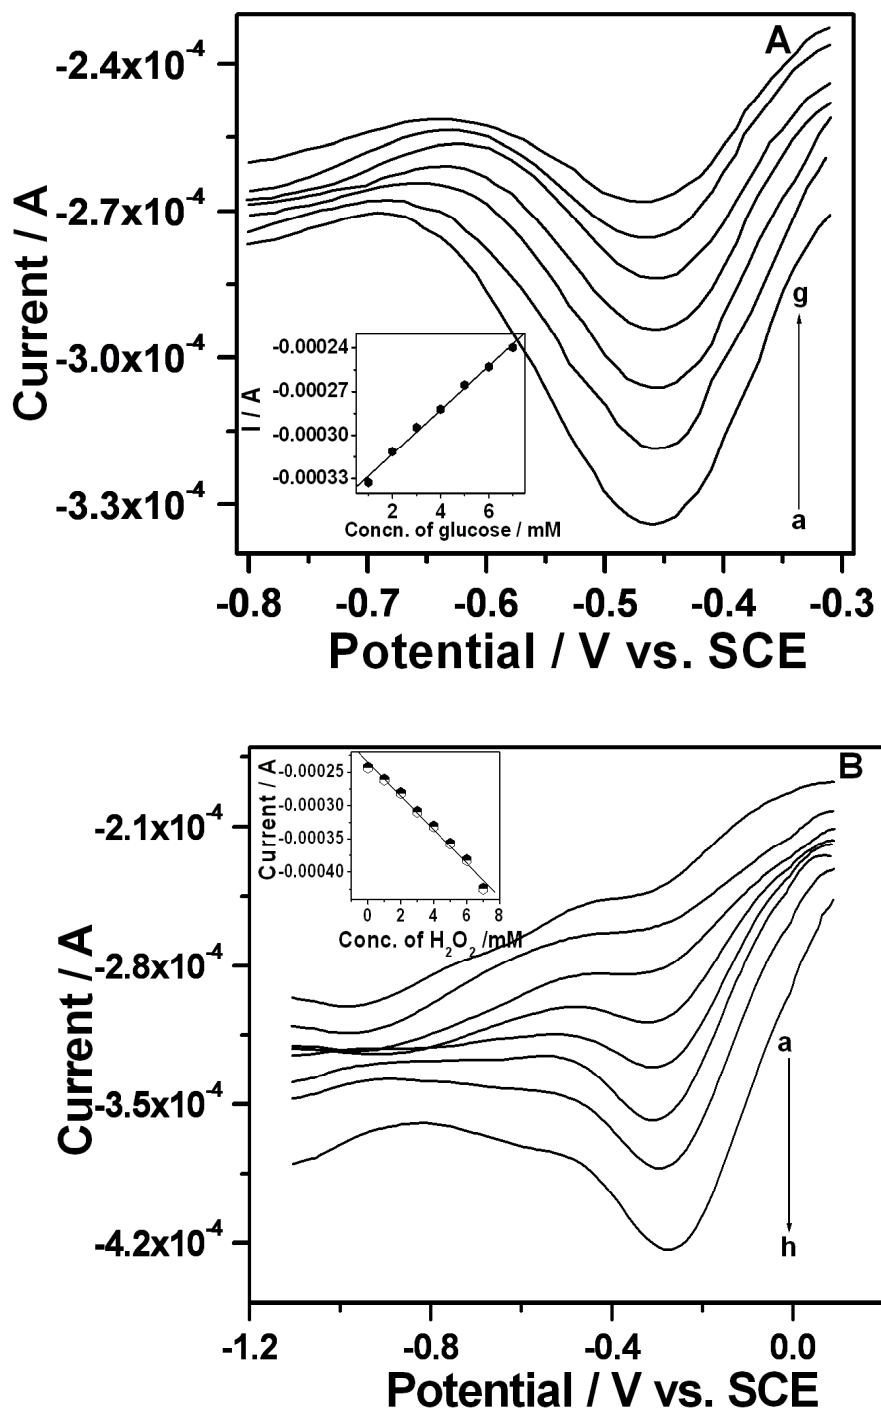 A
-2.4x10⁻⁴
-2.7x10⁻⁴
-3.0x10⁻⁴
-3.3x10⁻⁴
Current / A
g
a
-0.00024
-0.00027
-0.00030
-0.00033
I / A
2 4 6
Concn. of glucose / mM
-0.8 -0.7 -0.6 -0.5 -0.4 -0.3
Potential / V vs. SCE
B
-0.00025
-0.00030
-0.00035
-0.00040
Current / A
0 2 4 6 8
Conc. of H₂O₂ /mM
-2.1x10⁻⁴
-2.8x10⁻⁴
-3.5x10⁻⁴
-4.2x10⁻⁴
Current / A
a
h
-1.2 -0.8 -0.4 0.0
Potential / V vs. SCE